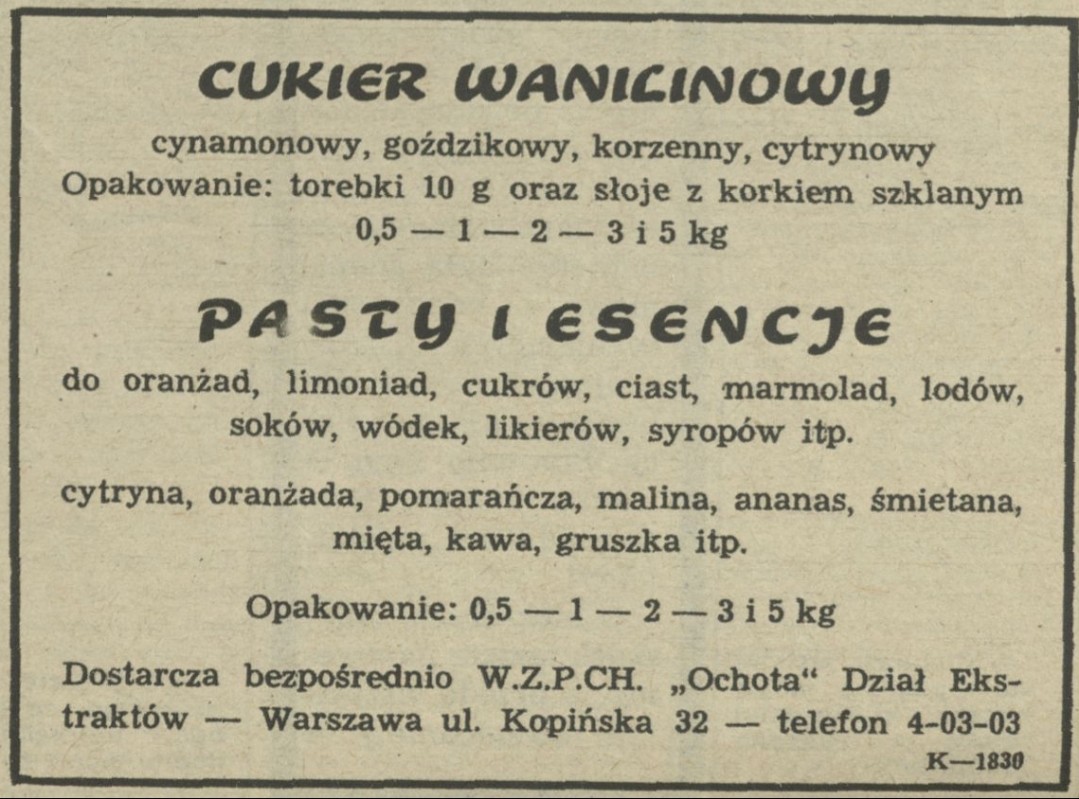 CUKIER WANILINOWY
cynamonowy, goździkowy, korzenny, cytrynowy
Opakowanie: torebki 10 g oraz słoje z korkiem szklanym
0,5 — 1 — 2 — 3 i 5 kg
PASTY I ESENCJE
do oranżad, limoniad, cukrów, ciast, marmolad, lodów,
soków, wódek, likierów, syropów itp.
cytryna, oranżada, pomarańcza, malina, ananas, śmietana,
mięta, kawa, gruszka itp.
Opakowanie: 0,5 — 1 — 2 — 3 i 5 kg
Dostarcza bezpośrednio W.Z.P.CH. „Ochota“ Dział Eks-
traktów — Warszawa ul. Kopińska 32 — telefon 4-03-03
K—1830